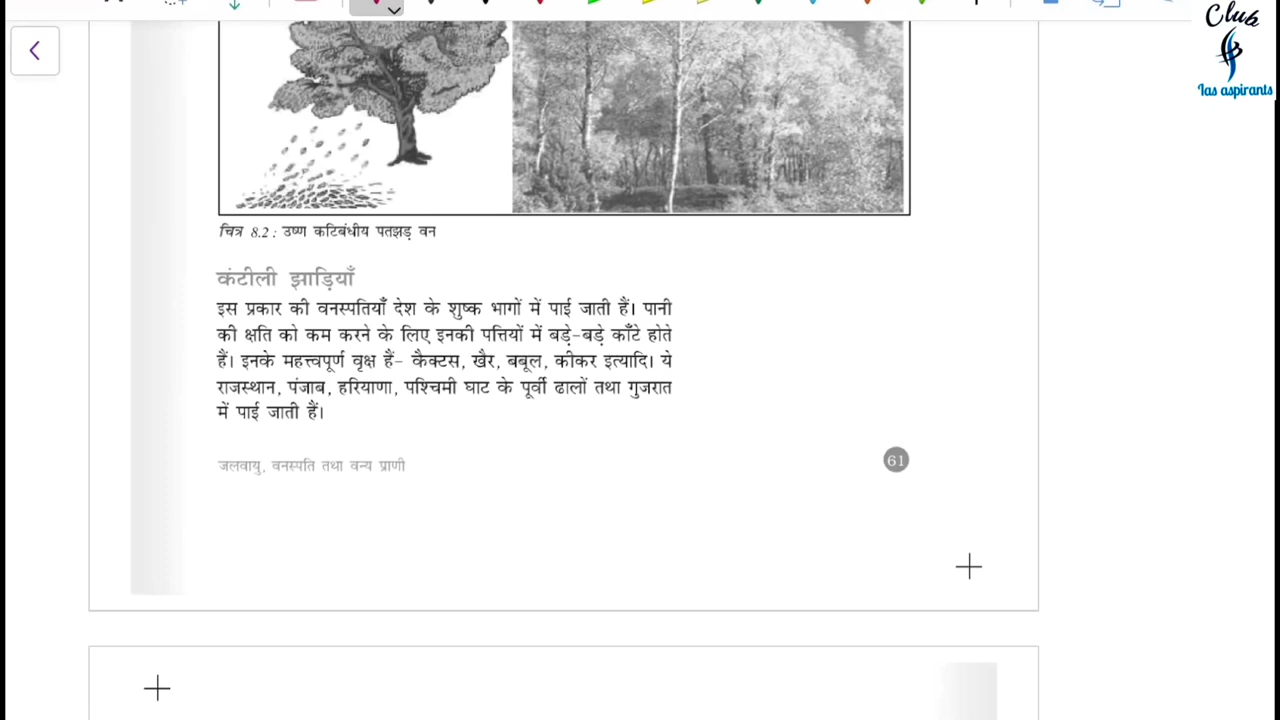 Club
Ias aspirants
चित्र 8.2 : उष्ण कटिबंधीय पतझड़ वन
कंटीली झाड़ियाँ
इस प्रकार की वनस्पतियाँ देश के शुष्क भागों में पाई जाती हैं। पानी
की क्षति को कम करने के लिए इनकी पत्तियों में बड़े-बड़े काँटे होते
हैं। इनके महत्त्वपूर्ण वृक्ष हैं- कैक्टस, खैर, बबूल, कीकर इत्यादि। ये
राजस्थान, पंजाब, हरियाणा, पश्चिमी घाट के पूर्वी ढालों तथा गुजरात
में पाई जाती हैं।
जलवायु, वनस्पति तथा वन्य प्राणी
61